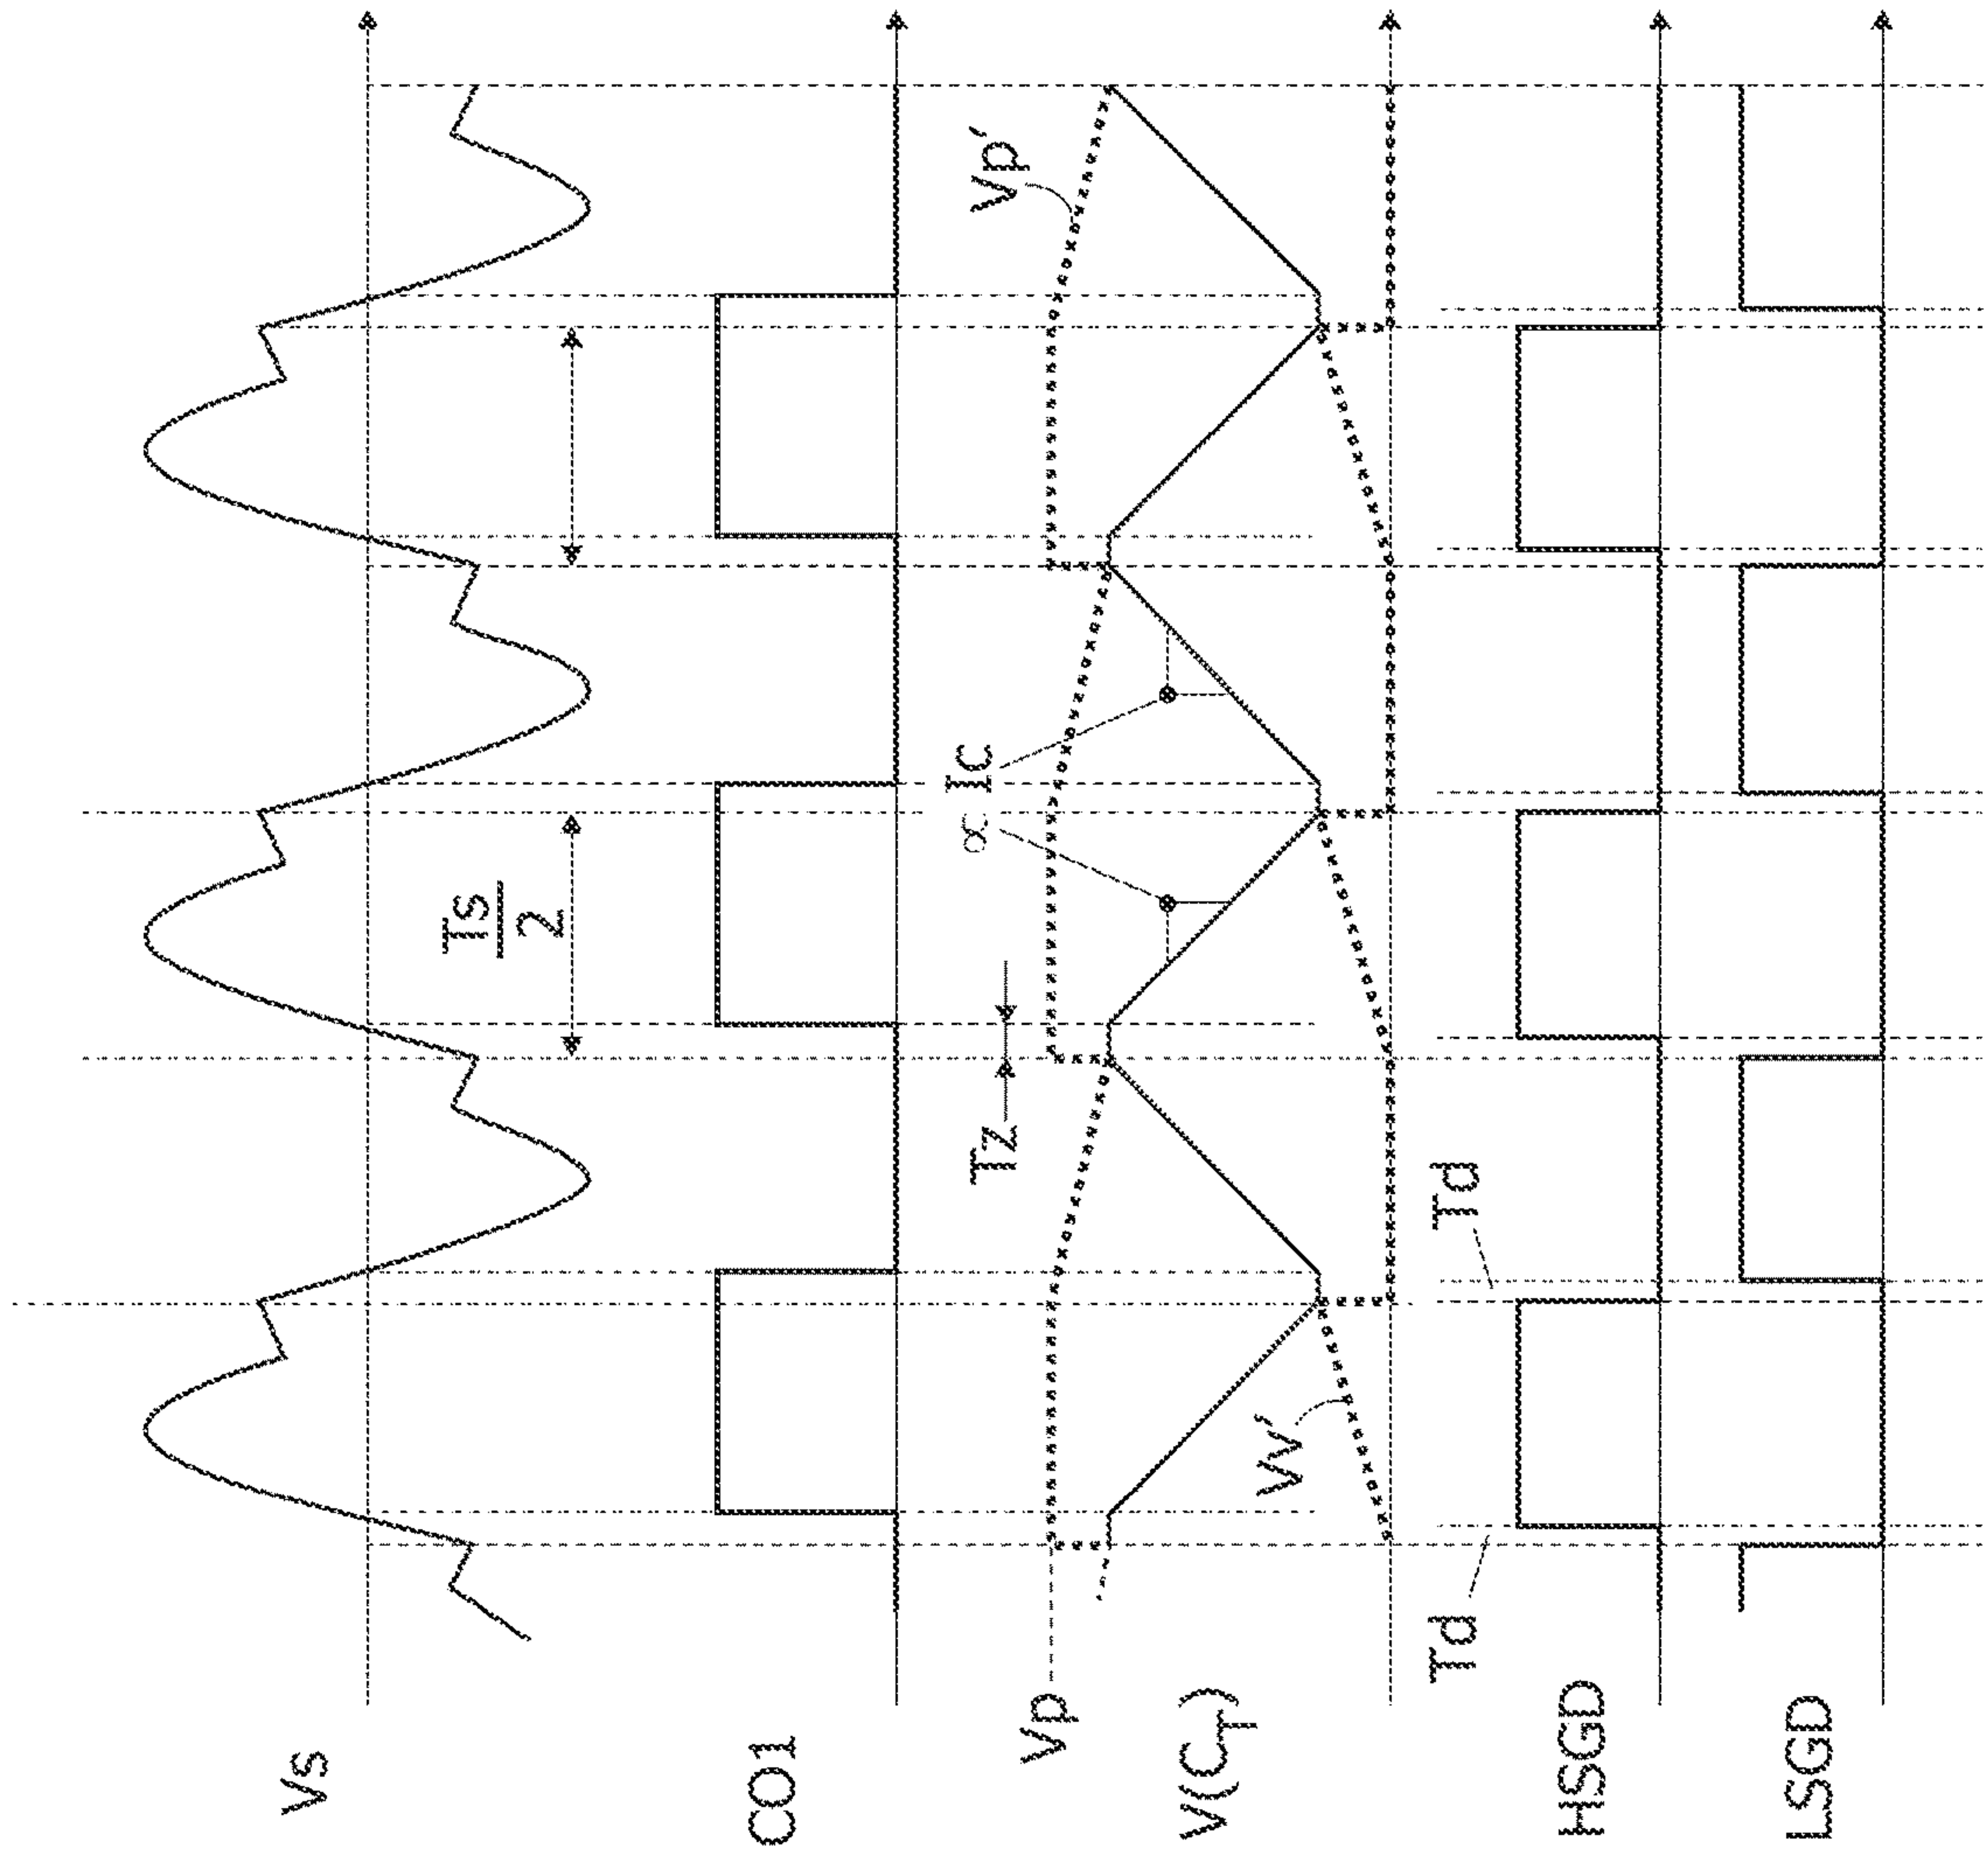 Vs
Ts
2
CO1
Tz
∝ Ic
Vp'
Vp
V(CT)
Vv'
Td
Td
HSGD
LSGD